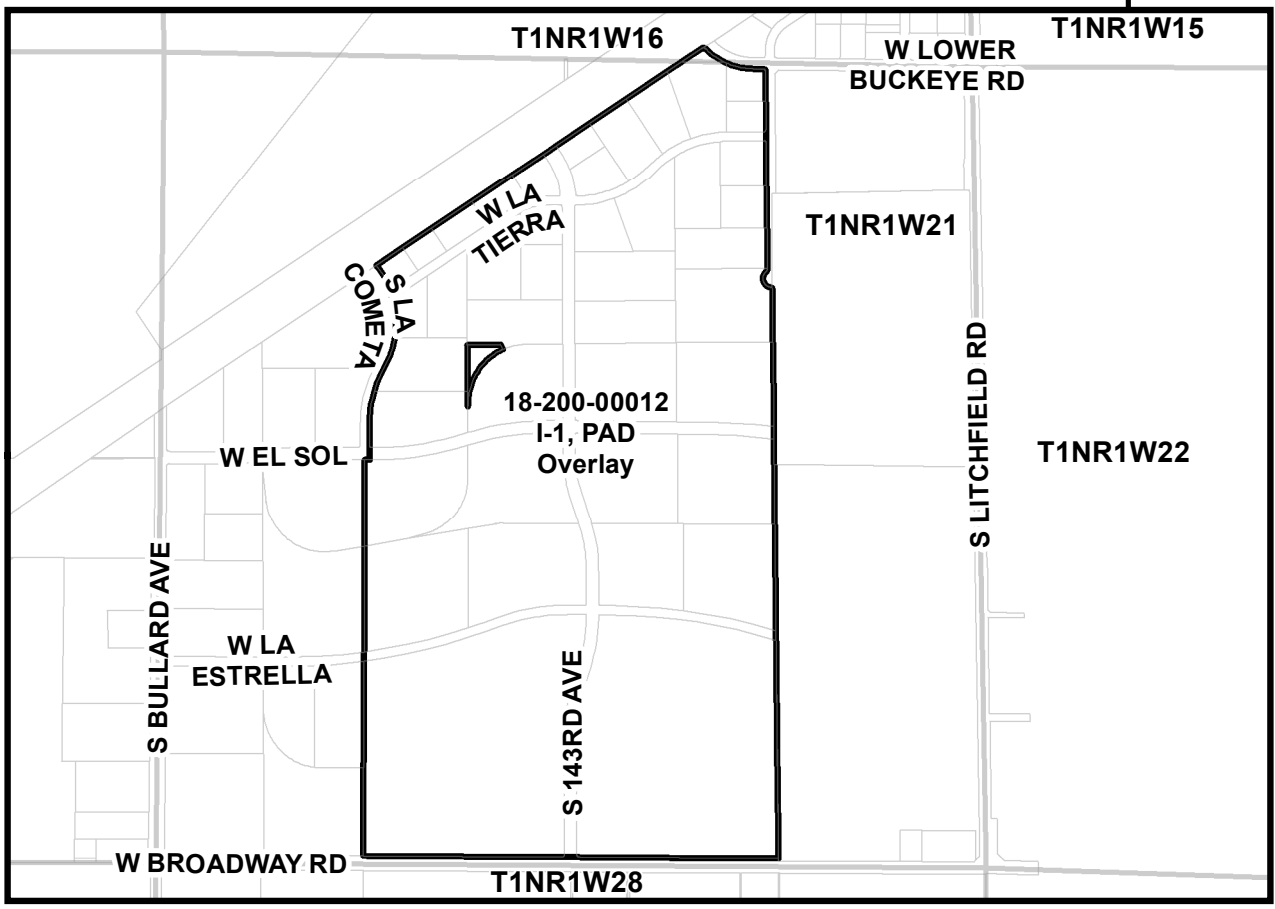 T1NR1W16
T1NR1W15
W LOWER
BUCKEYE RD
W LA
TIERRA
T1NR1W21
S LA
COMETA
18-200-00012
I-1, PAD
Overlay
W EL SOL
S LITCHFIELD RD
T1NR1W22
S BULLARD AVE
W LA
ESTRELLA
S 143RD AVE
W BROADWAY RD
T1NR1W28